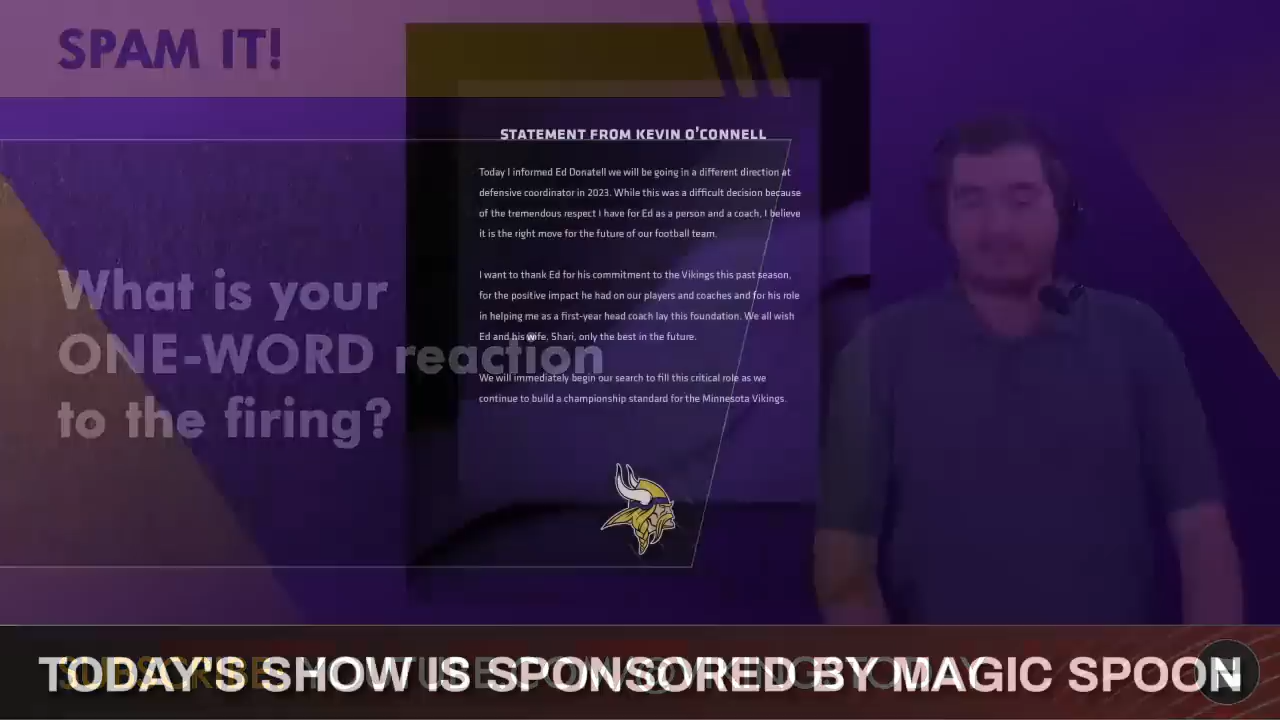 SPAM IT!
STATEMENT FROM KEVIN O'CONNELL
Today I informed Ed Donatell we will be going in a different direction at
defensive coordinator in 2023. While this was a difficult decision because
of the tremendous respect I have for Ed as a person and a coach, I believe
it is the right move for the future of our football team.
I want to thank Ed for his commitment to the Vikings this past season,
for the positive impact he had on our players and coaches and for his role
in helping me as a first-year head coach lay this foundation. We all wish
Ed and his wife, Shari, only the best in the future.
We will immediately begin our search to fill this critical role as we
continue to build a championship standard for the Minnesota Vikings.
What is your
ONE-WORD reaction
to the firing?
TODAY'S SHOW IS SPONSORED BY MAGIC SPOON
SUBSCRIBE: YOUTUBE.COM/@VIKINGSTODAY
N